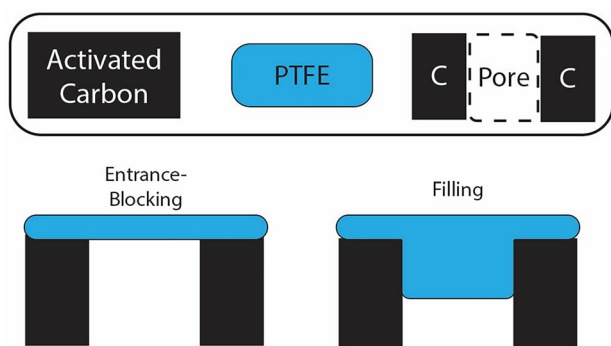 Activated
Carbon
PTFE
C
Pore
C
Entrance-
Blocking
Filling